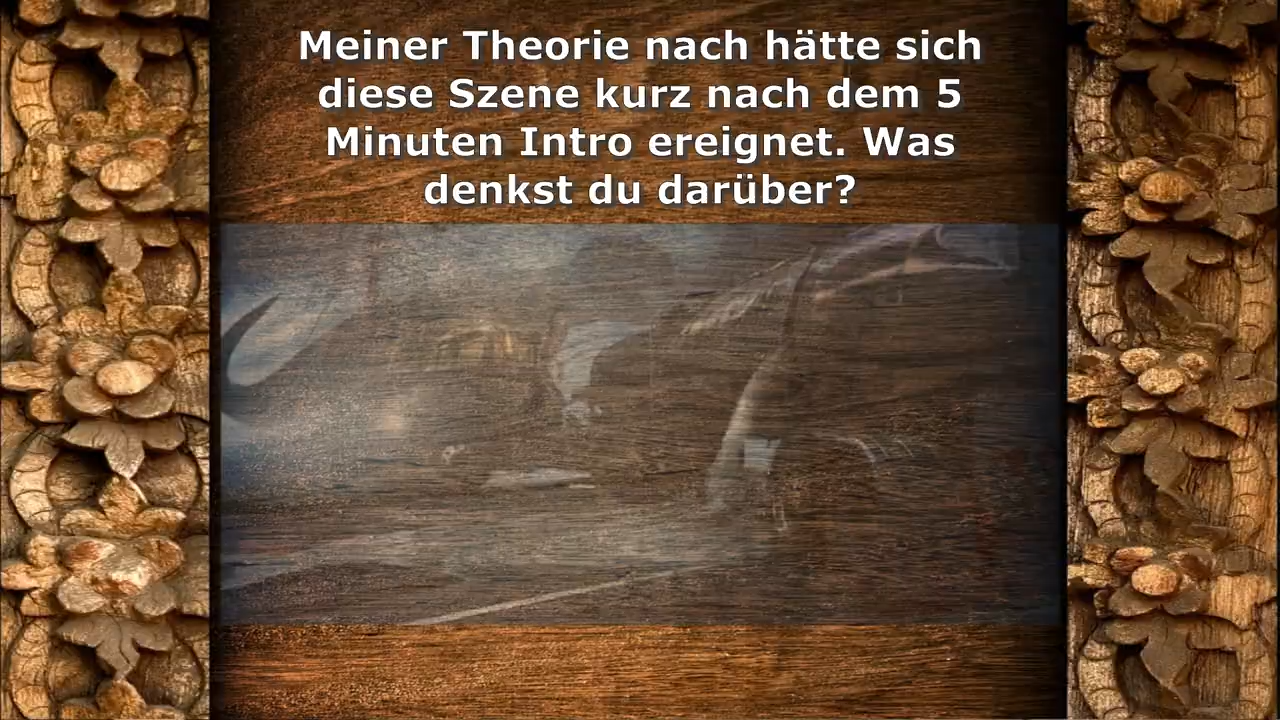 Meiner Theorie nach hätte sich
diese Szene kurz nach dem 5
Minuten Intro ereignet. Was
denkst du darüber?